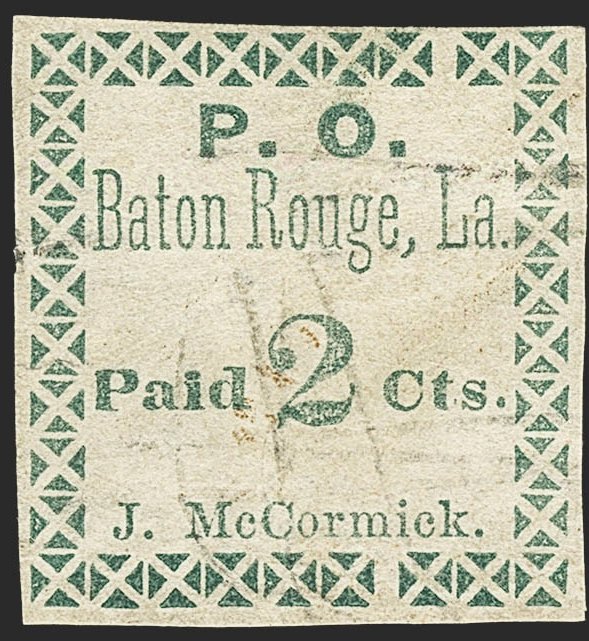 P. O.
Baton Rouge, La.
Paid 2 Cts.
J. McCormick.